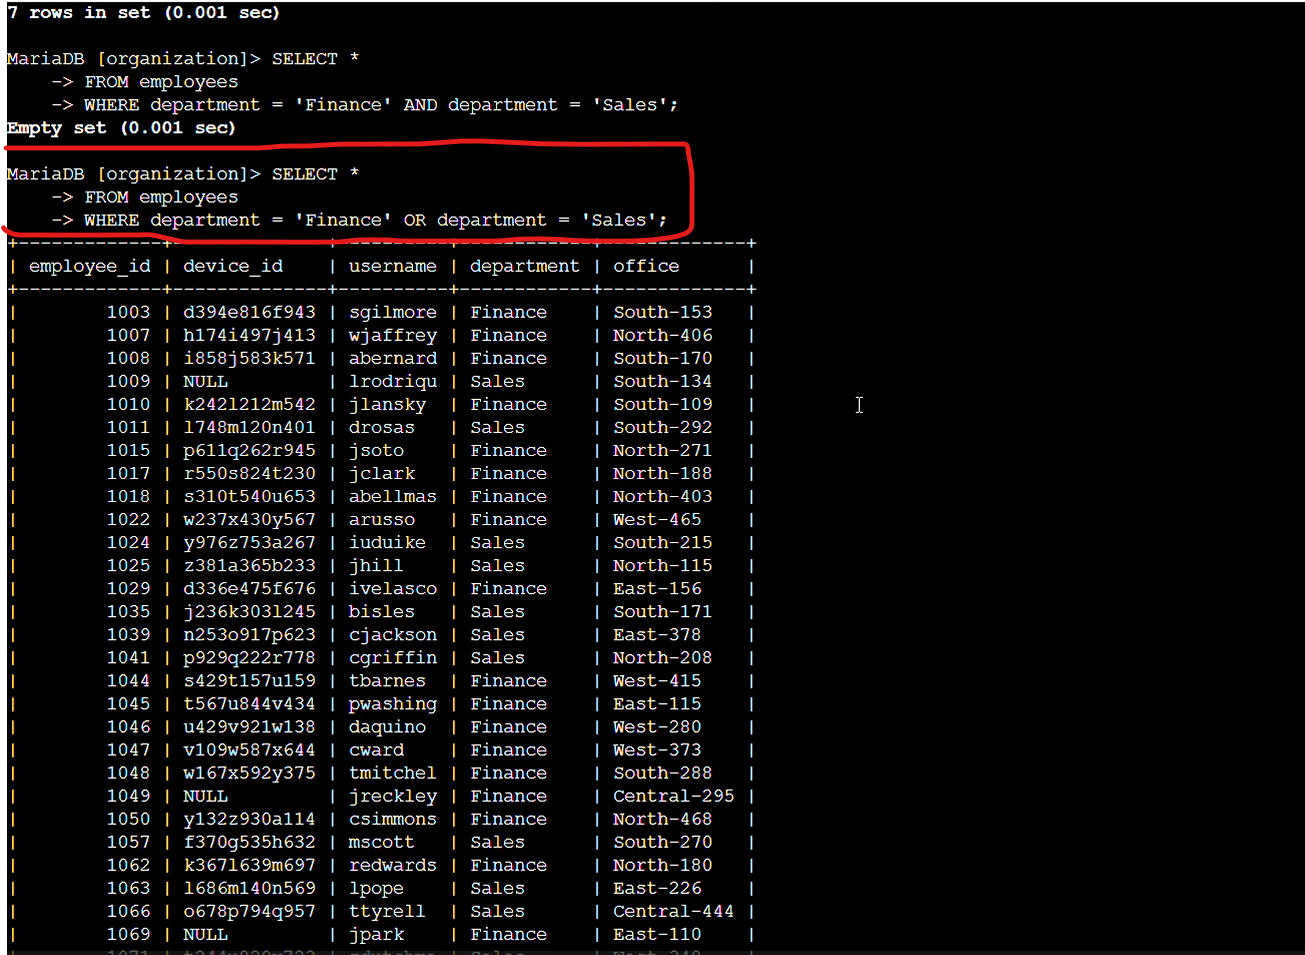 7 rows in set (0.001 sec)
MariaDB [organization]> SELECT *
-> FROM employees
-> WHERE department = 'Finance' AND department = 'Sales';
Empty set (0.001 sec)
MariaDB [organization]> SELECT *
-> FROM employees
-> WHERE department = 'Finance' OR department = 'Sales';
| employee_id | device_id | username | department | office |
| 1003 | d394e816f943 | sgilmore | Finance | South-153 |
| 1007 | h174i497j413 | wjaffrey | Finance | North-406 |
| 1008 | i858j583k571 | abernard | Finance | South-170 |
| 1009 | NULL | lrodriqu | Sales | South-134 |
| 1010 | k242l212m542 | jlansky | Finance | South-109 |
| 1011 | l748m120n401 | drosas | Sales | South-292 |
| 1015 | p611q262r945 | jsoto | Finance | North-271 |
| 1017 | r550s824t230 | jclark | Finance | North-188 |
| 1018 | s310t540u653 | abellmas | Finance | North-403 |
| 1022 | w237x430y567 | arusso | Finance | West-465 |
| 1024 | y976z753a267 | iuduike | Sales | South-215 |
| 1025 | z381a365b233 | jhill | Sales | North-115 |
| 1029 | d336e475f676 | ivelasco | Finance | East-156 |
| 1035 | j236k303l245 | bisles | Sales | South-171 |
| 1039 | n253o917p623 | cjackson | Sales | East-378 |
| 1041 | p929q222r778 | cgriffin | Sales | North-208 |
| 1044 | s429t157u159 | tbarnes | Finance | West-415 |
| 1045 | t567u844v434 | pwashing | Finance | East-115 |
| 1046 | u429v921w138 | daquino | Finance | West-280 |
| 1047 | v109w587x644 | cward | Finance | West-373 |
| 1048 | w167x592y375 | tmitchel | Finance | South-288 |
| 1049 | NULL | jreckley | Finance | Central-295 |
| 1050 | y132z930a114 | csimmons | Finance | North-468 |
| 1057 | f370g535h632 | mscott | Sales | South-270 |
| 1062 | k367l639m697 | redwards | Finance | North-180 |
| 1063 | l686m140n569 | lpope | Sales | East-226 |
| 1066 | o678p794q957 | ttyrell | Sales | Central-444 |
| 1069 | NULL | jpark | Finance | East-110 |